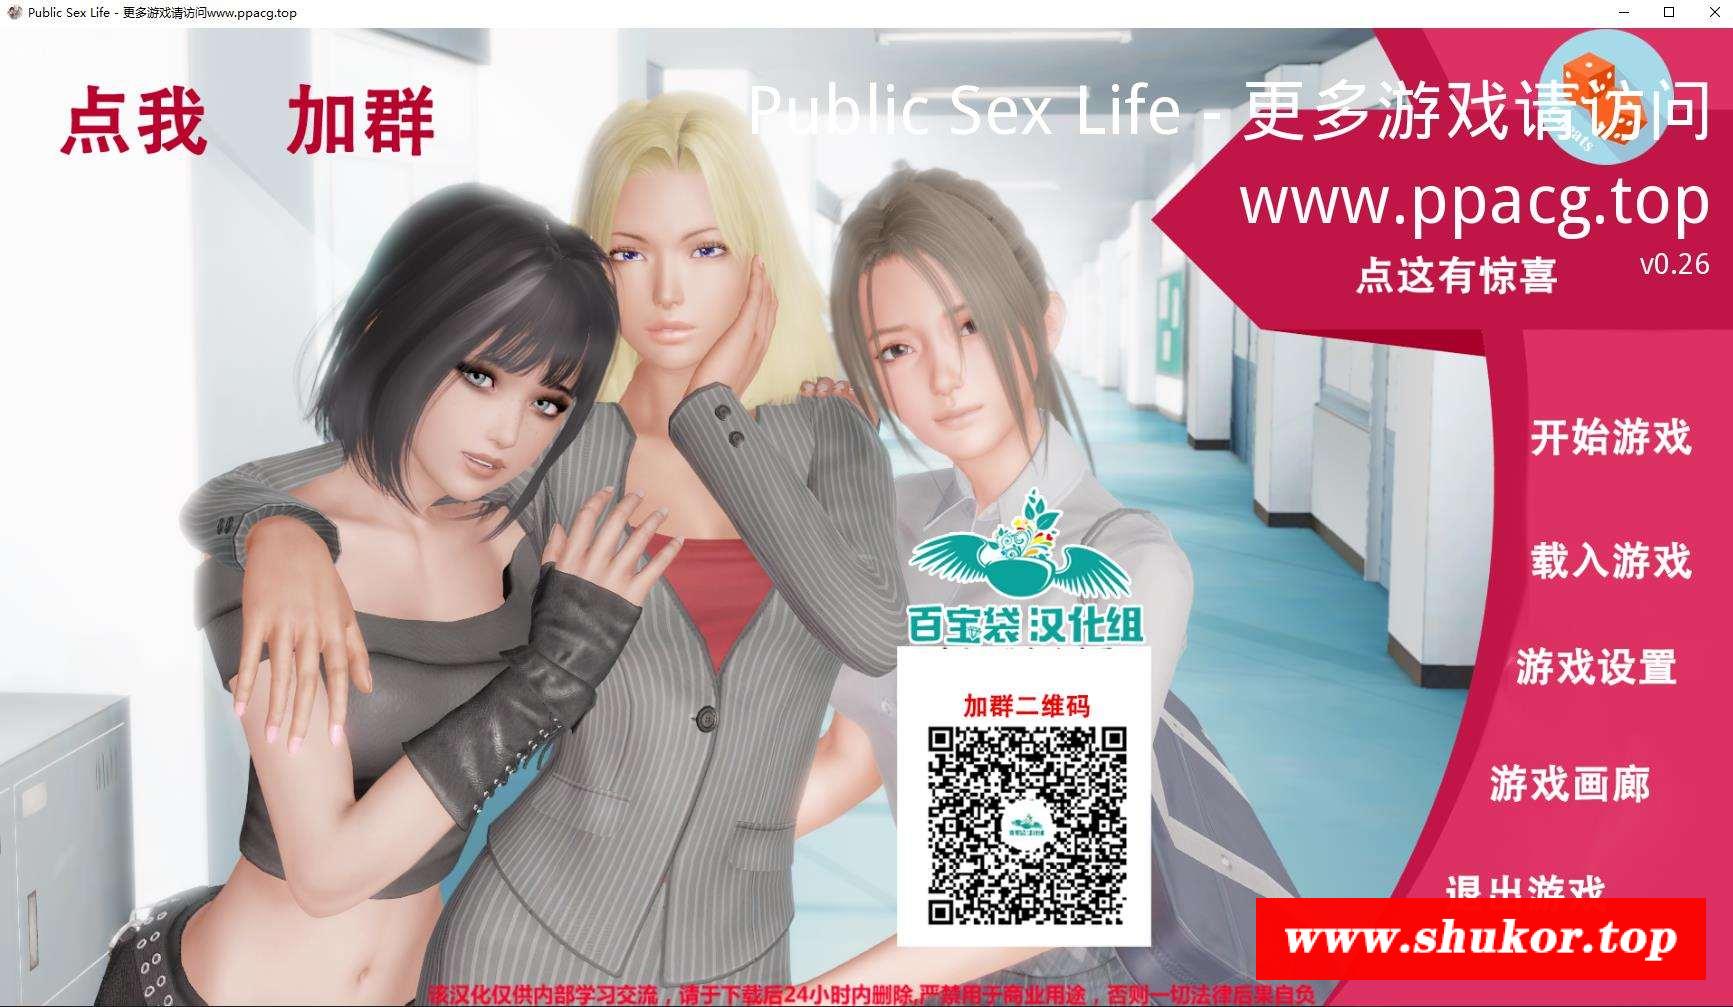 Public Sex Life - 更多游戏请访问www.ppacg.top
点我 加群
Public Sex Life - 更多游戏请访问
www.ppacg.top
v0.26
点这有惊喜
开始游戏
载入游戏
游戏设置
游戏画廊
退出游戏
百宝袋汉化组
加群二维码
www.shukor.top
该汉化仅供内部学习交流，请于下载后24小时内删除,严禁用于商业用途，否则一切法律后果自负